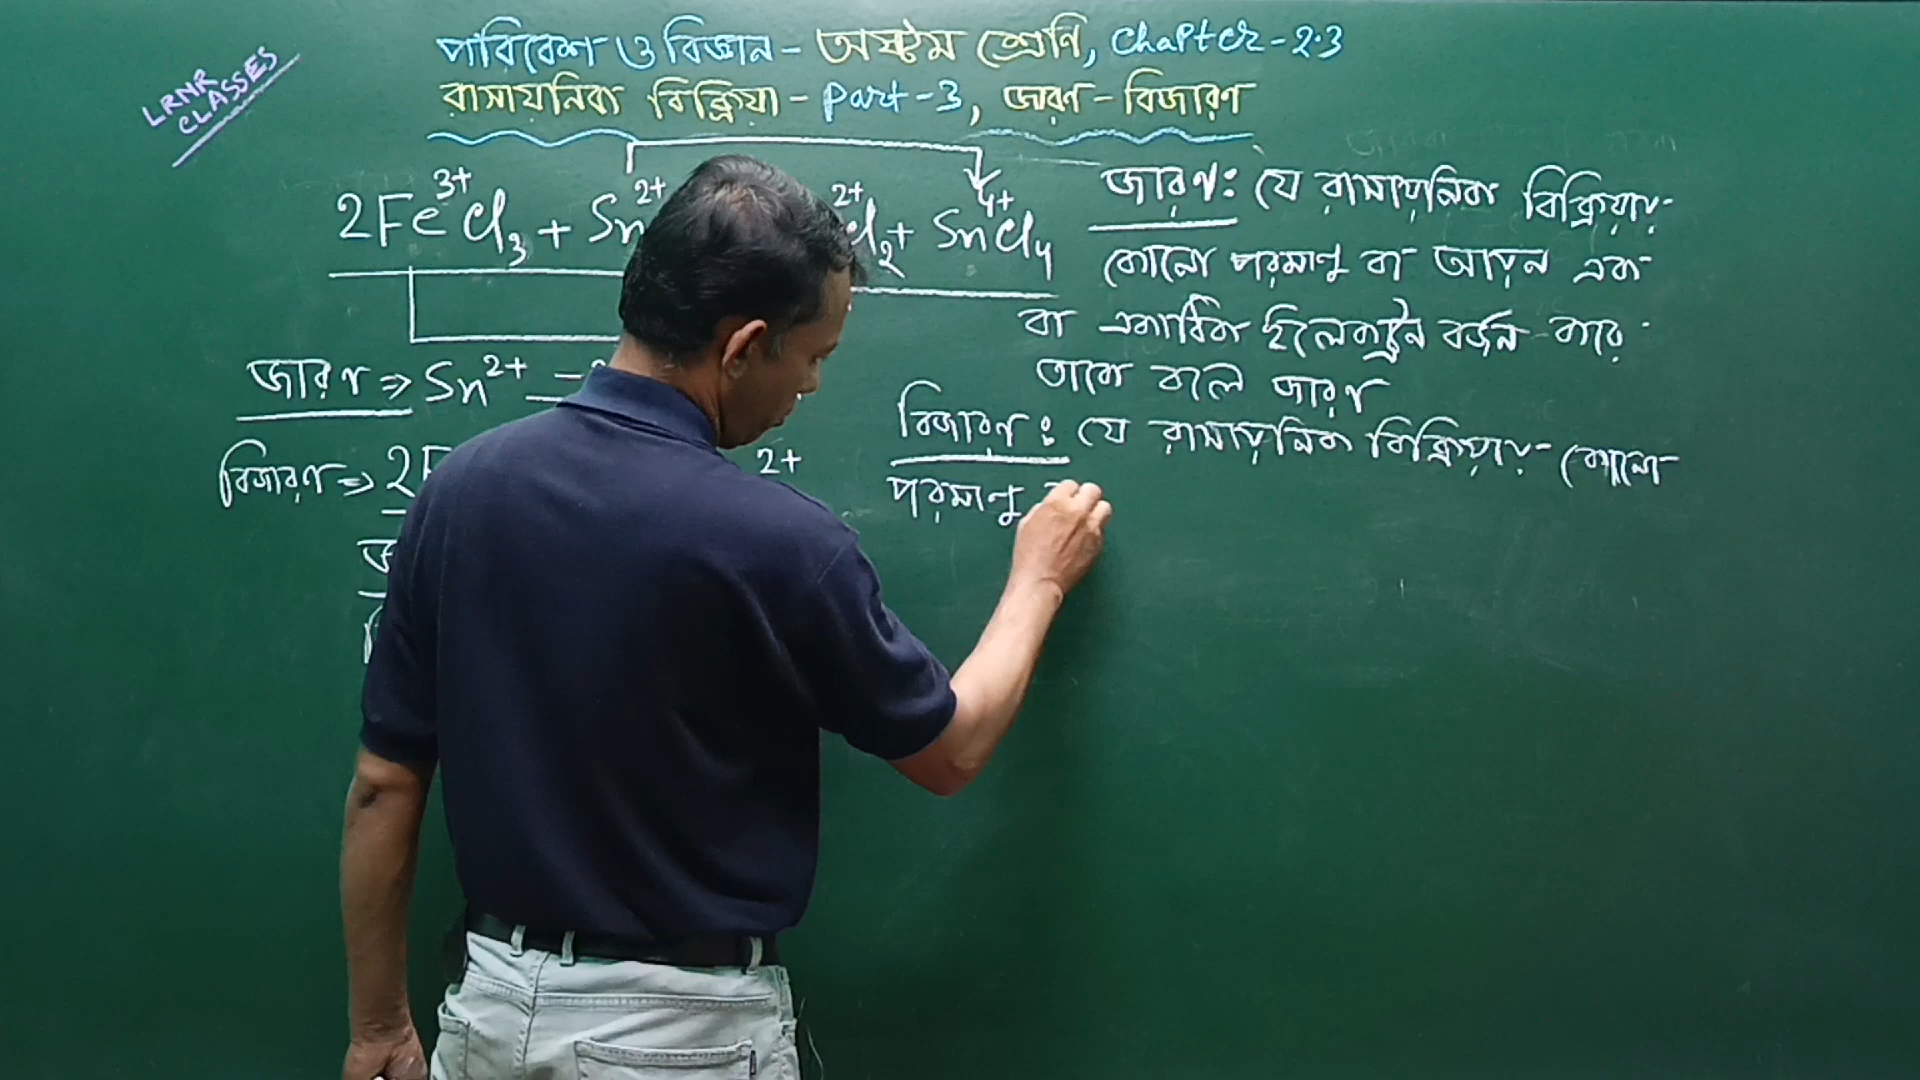 LRNR
CLASSES
পরিবেশ ও বিজ্ঞান - অষ্টম শ্রেণি, Chapter - 2.3
রাসায়নিক বিক্রিয়া - Part - 3, জারণ - বিজারণ
2Fe³⁺Cl₃ + Sn²⁺ 2+ Cl₂ + Sn⁴⁺Cl₄
জারণ ⇒ Sn²⁺ -
বিজারণ ⇒ 2F 2+
জারণ: যে রাসায়নিক বিক্রিয়ায়
কোনো পরমাণু বা আয়ন এক
বা একাধিক ইলেকট্রন বর্জন করে
তাকে বলে জারণ
বিজারণ: যে রাসায়নিক বিক্রিয়ায় কোনো
পরমাণু